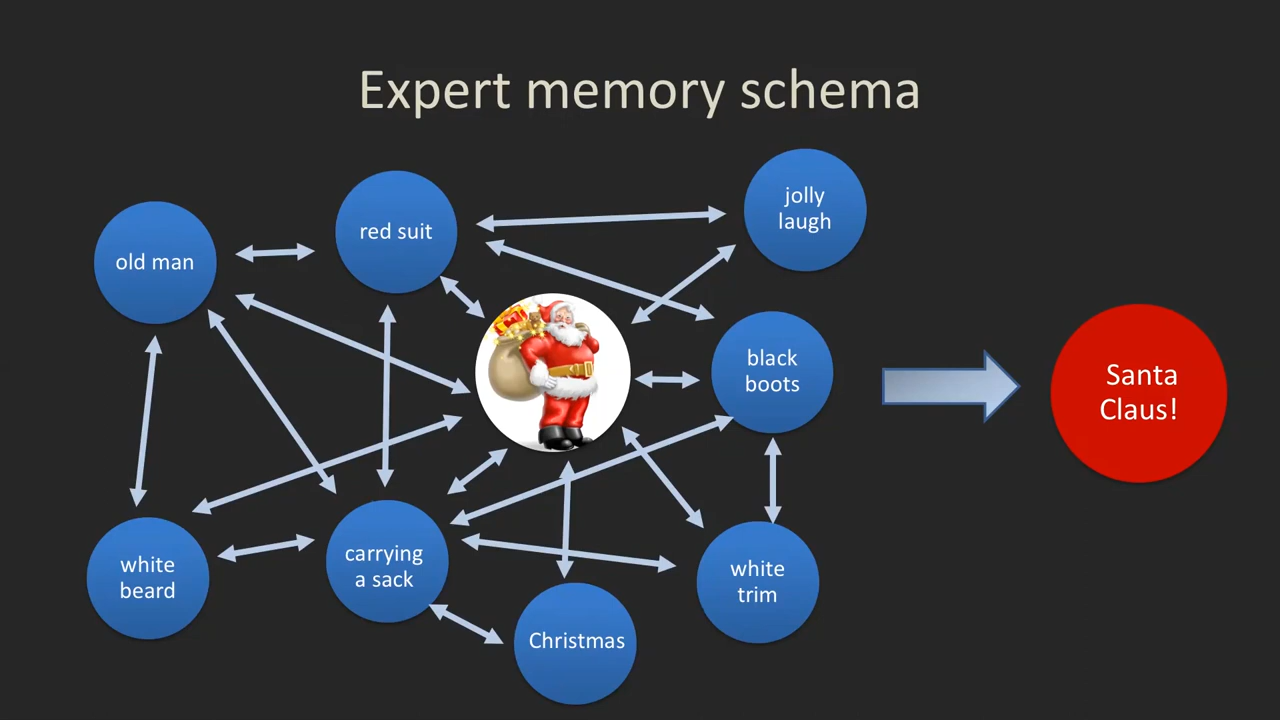 Expert memory schema
jolly
laugh
red suit
old man
black
boots
Santa
Claus!
carrying
a sack
white
beard
white
trim
Christmas